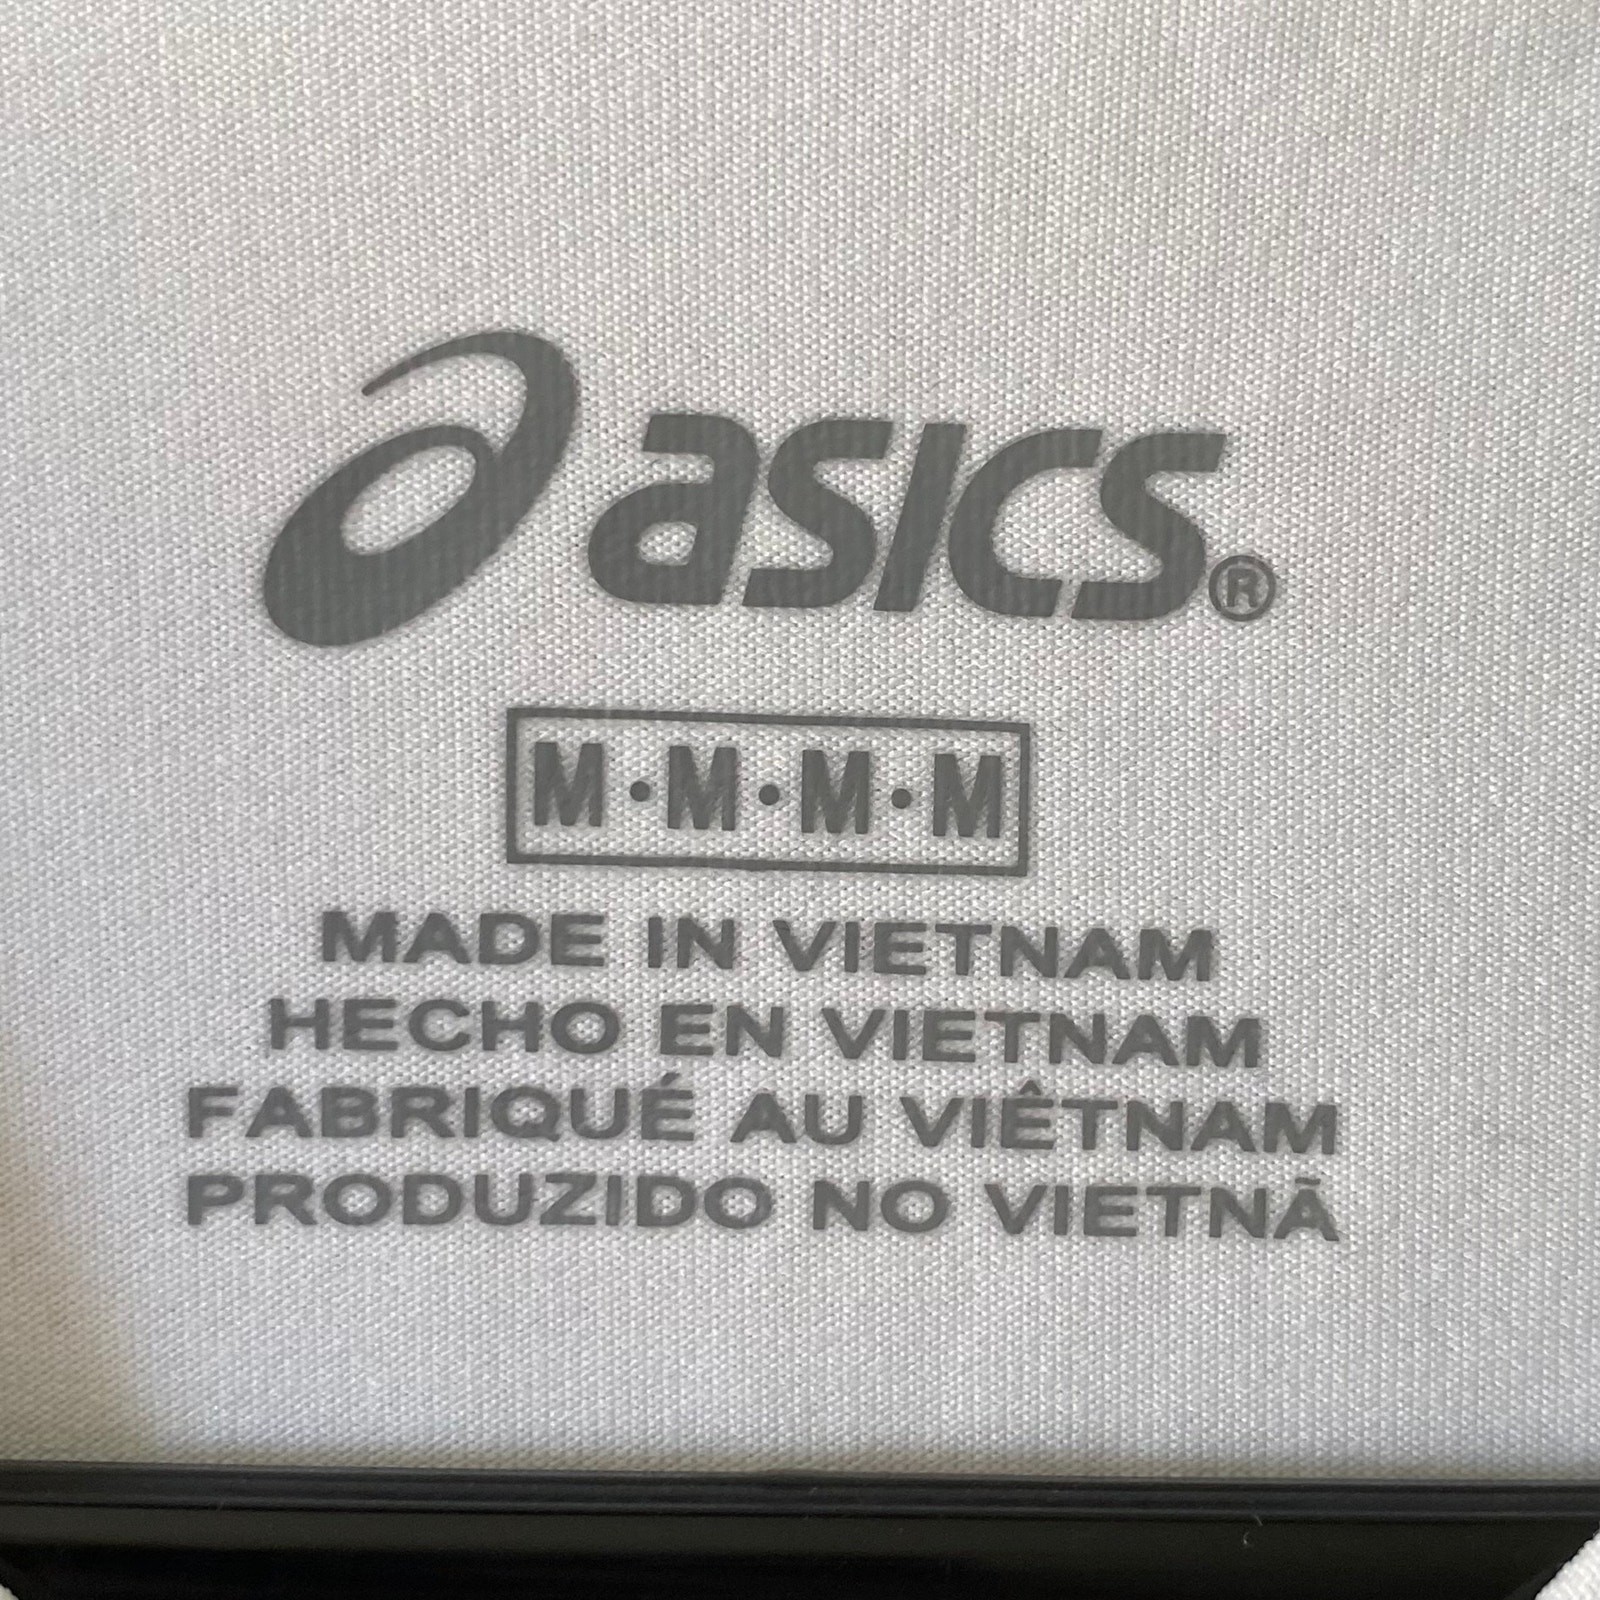 asics®
M•M•M•M
MADE IN VIETNAM
HECHO EN VIETNAM
FABRIQUÉ AU VIÊTNAM
PRODUZIDO NO VIETNÃ